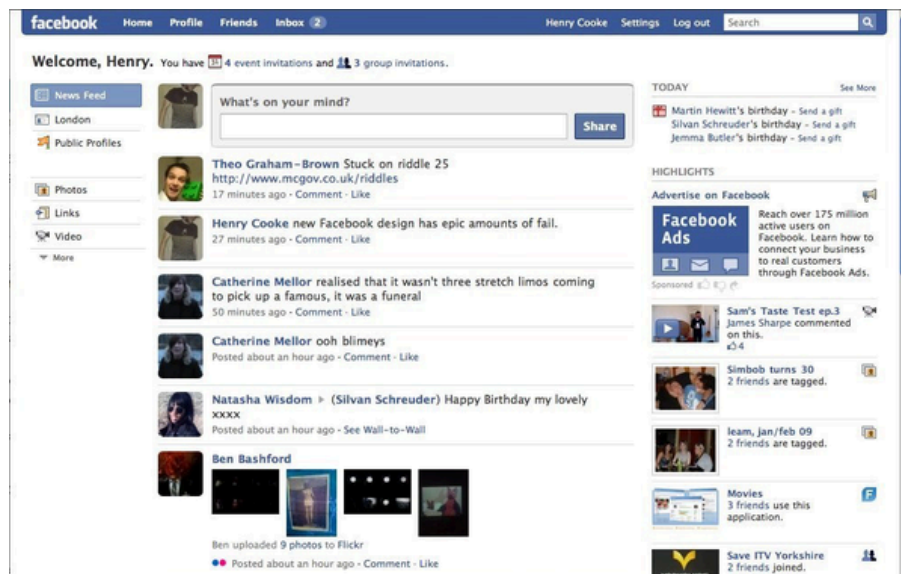 facebook Home Profile Friends Inbox 2 Henry Cooke Settings Log out Search
Welcome, Henry. You have 31 4 event invitations and 3 group invitations.
News Feed
London
Public Profiles
Photos
Links
Video
More
What's on your mind?
Share
Theo Graham-Brown Stuck on riddle 25
http://www.mcgov.co.uk/riddles
17 minutes ago - Comment - Like
Henry Cooke new Facebook design has epic amounts of fail.
27 minutes ago - Comment - Like
Catherine Mellor realised that it wasn't three stretch limos coming
to pick up a famous, it was a funeral
50 minutes ago - Comment - Like
Catherine Mellor ooh blimeys
Posted about an hour ago - Comment - Like
Natasha Wisdom ▶ (Silvan Schreuder) Happy Birthday my lovely
xxxx
Posted about an hour ago - See Wall-to-Wall
Ben Bashford
Ben uploaded 9 photos to Flickr
Posted about an hour ago - Comment - Like
TODAY See More
Martin Hewitt's birthday - Send a gift
Silvan Schreuder's birthday - Send a gift
Jemma Butler's birthday - Send a gift
HIGHLIGHTS
Advertise on Facebook
Facebook
Ads
Reach over 175 million
active users on
Facebook. Learn how to
connect your business
to real customers
through Facebook Ads.
Sponsored
Sam's Taste Test ep.3
James Sharpe commented
on this.
4
Simbob turns 30
2 friends are tagged.
leam, jan/feb 09
2 friends are tagged.
Movies
3 friends use this
application.
F
Save ITV Yorkshire
2 friends joined.